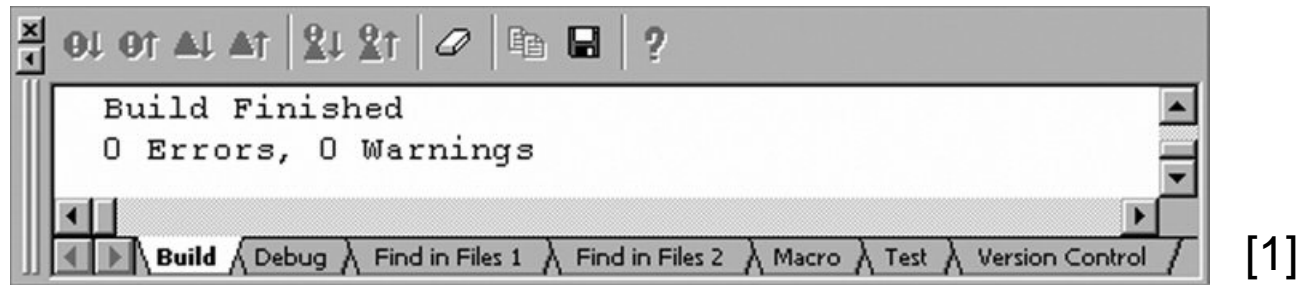 Build Finished
0 Errors, 0 Warnings
Build Debug Find in Files 1 Find in Files 2 Macro Test Version Control
[1]